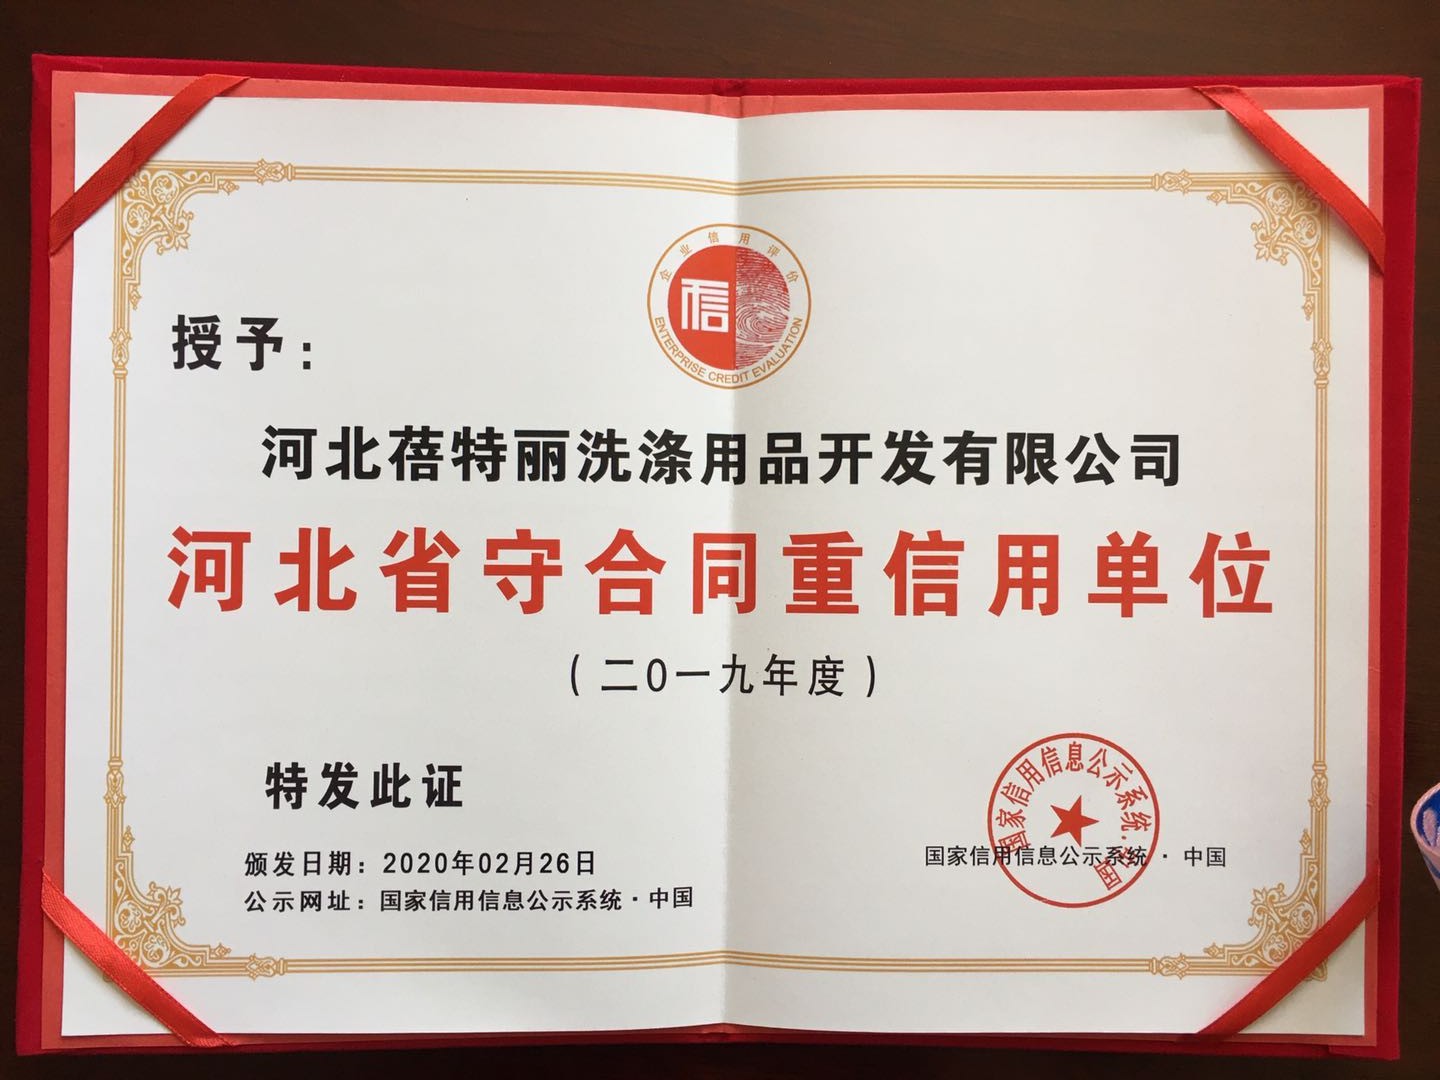 企业信用评价
信
ENTERPRISE CREDIT EVALUATION
授予：
河北蓓特丽洗涤用品开发有限公司
河北省守合同重信用单位
（二0一九年度）
特发此证
颁发日期：2020年02月26日
公示网址：国家信用信息公示系统·中国
国家信用信息公示系统·中国
国家信用信息公示系统·中国